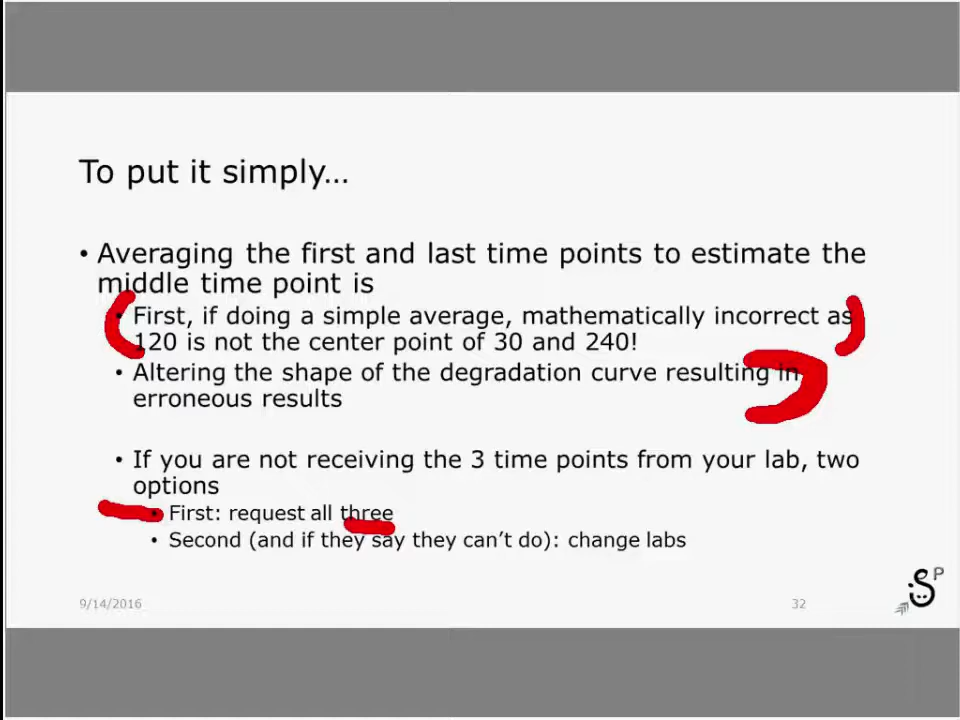 To put it simply…
• Averaging the first and last time points to estimate the
middle time point is
• First, if doing a simple average, mathematically incorrect as
120 is not the center point of 30 and 240!
• Altering the shape of the degradation curve resulting in
erroneous results
• If you are not receiving the 3 time points from your lab, two
options
• First: request all three
• Second (and if they say they can’t do): change labs
9/14/2016
32
S P